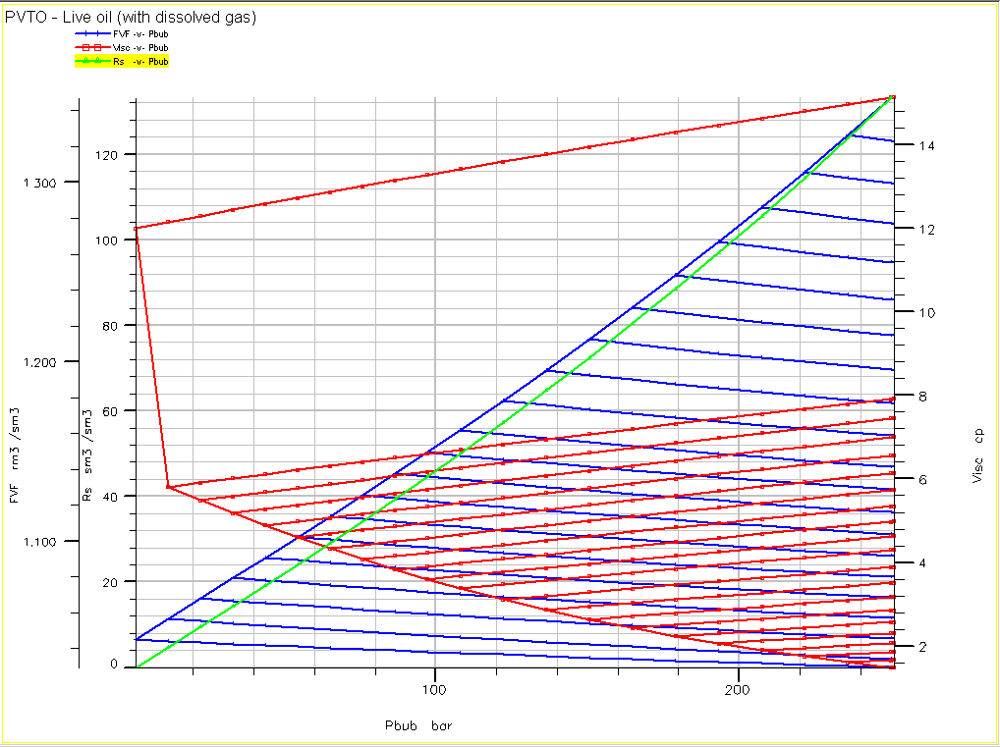 PVTO - Live oil (with dissolved gas)
FVF -v- Pbub
Visc -v- Pbub
Rs -v- Pbub
FVF rm3 /sm3
1.300
1.200
1.100
Rs sm3 /sm3
120
100
80
60
40
20
0
14
12
10
8
6
4
2
Visc cp
100
200
Pbub bar